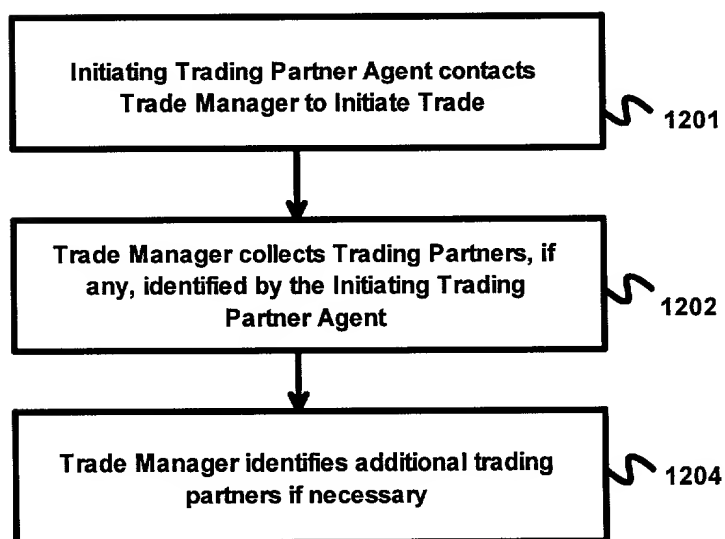 Initiating Trading Partner Agent contacts
Trade Manager to Initiate Trade
1201
Trade Manager collects Trading Partners, if
any, identified by the Initiating Trading
Partner Agent
1202
Trade Manager identifies additional trading
partners if necessary
1204